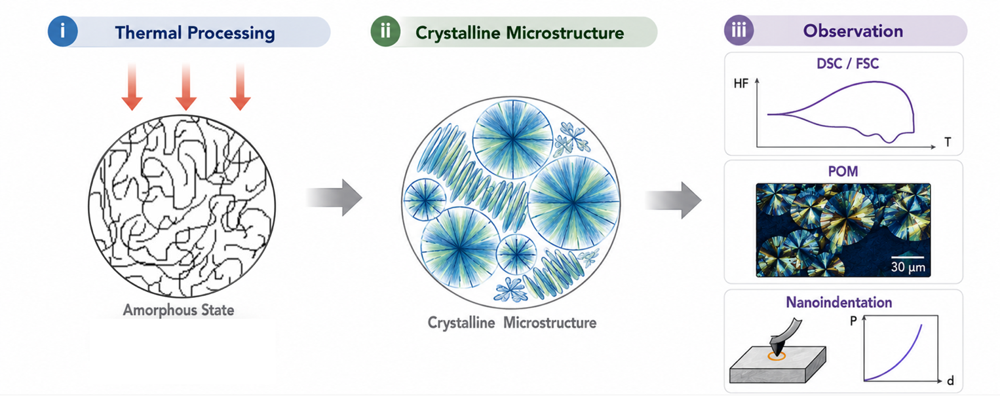 i
Thermal Processing
ii
Crystalline Microstructure
iii
Observation
DSC / FSC
HF
T
POM
30 μm
Nanoindentation
P
d
Amorphous State
Crystalline Microstructure